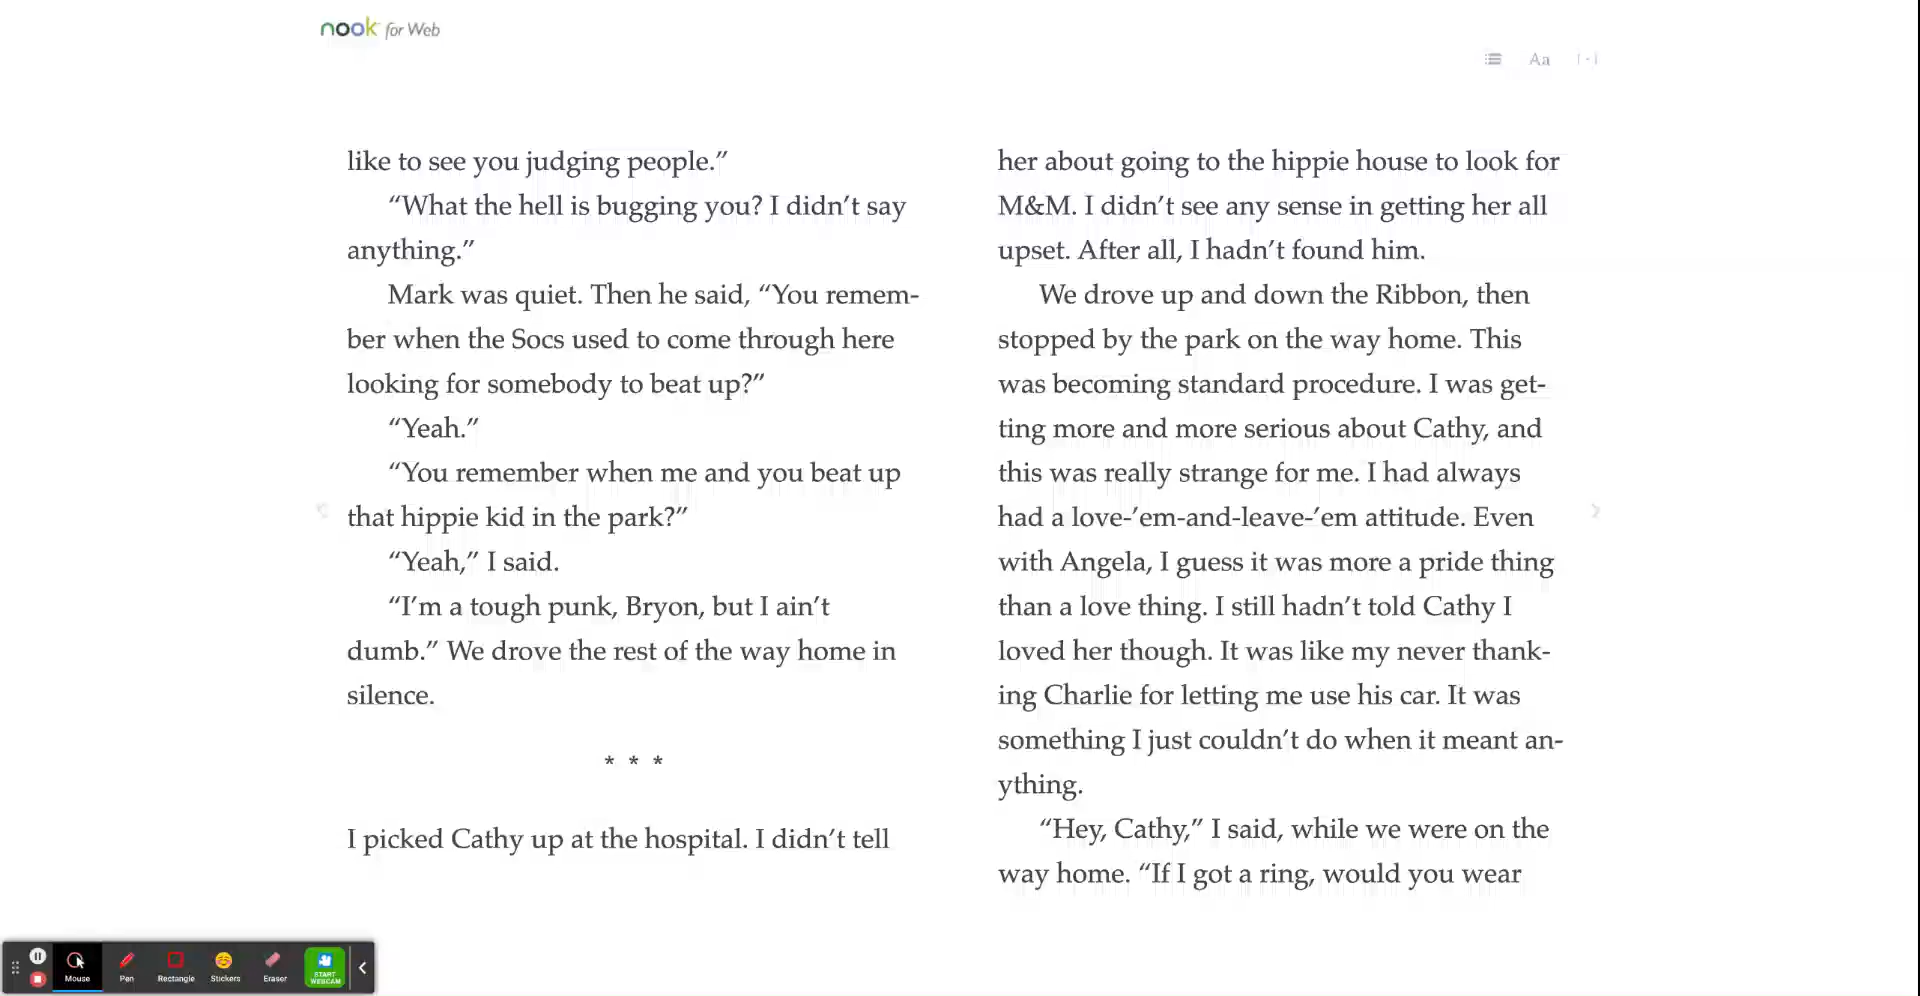 nook for Web
Aa
like to see you judging people.”
“What the hell is bugging you? I didn’t say
anything.”
Mark was quiet. Then he said, “You remem-
ber when the Socs used to come through here
looking for somebody to beat up?”
“Yeah.”
“You remember when me and you beat up
that hippie kid in the park?”
“Yeah,” I said.
“I’m a tough punk, Bryon, but I ain’t
dumb.” We drove the rest of the way home in
silence.
* * *
I picked Cathy up at the hospital. I didn’t tell
her about going to the hippie house to look for
M&M. I didn’t see any sense in getting her all
upset. After all, I hadn’t found him.
We drove up and down the Ribbon, then
stopped by the park on the way home. This
was becoming standard procedure. I was get-
ting more and more serious about Cathy, and
this was really strange for me. I had always
had a love-’em-and-leave-’em attitude. Even
with Angela, I guess it was more a pride thing
than a love thing. I still hadn’t told Cathy I
loved her though. It was like my never thank-
ing Charlie for letting me use his car. It was
something I just couldn’t do when it meant an-
ything.
“Hey, Cathy,” I said, while we were on the
way home. “If I got a ring, would you wear
Mouse
Pen
Rectangle
Stickers
Eraser
START
WEBCAM